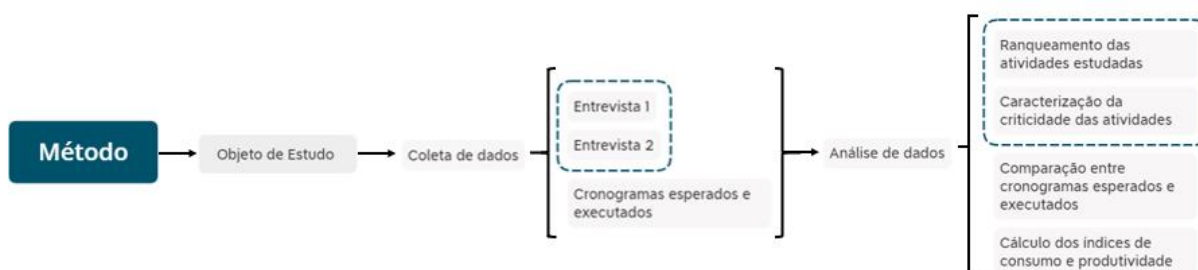 Método
Objeto de Estudo
Coleta de dados
Entrevista 1
Entrevista 2
Cronogramas esperados e
executados
Análise de dados
Ranqueamento das
atividades estudadas
Caracterização da
criticidade das atividades
Comparação entre
cronogramas esperados e
executados
Cálculo dos índices de
consumo e produtividade